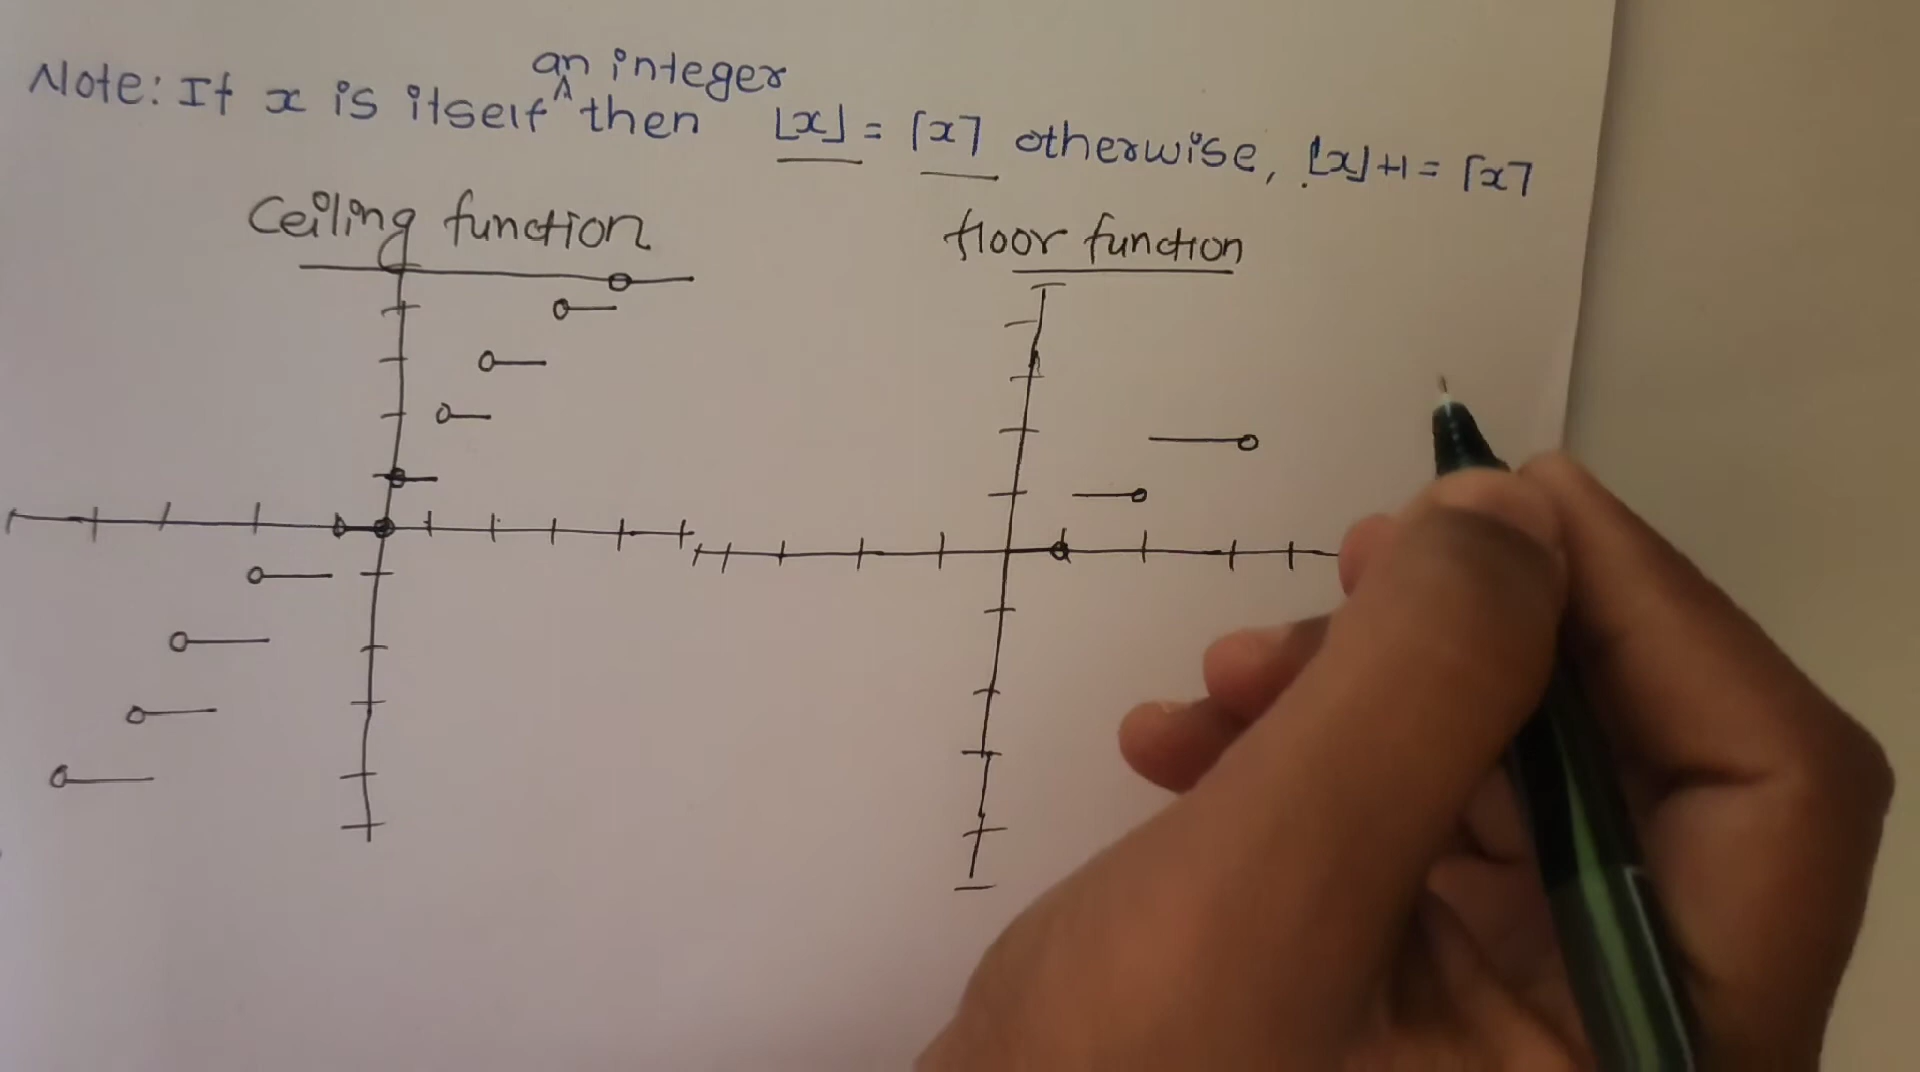 an integer
Note: If x is itself ^ then ⌊x⌋ = ⌈x⌉ otherwise, ⌊x⌋+1 = ⌈x⌉
Ceiling function
floor function